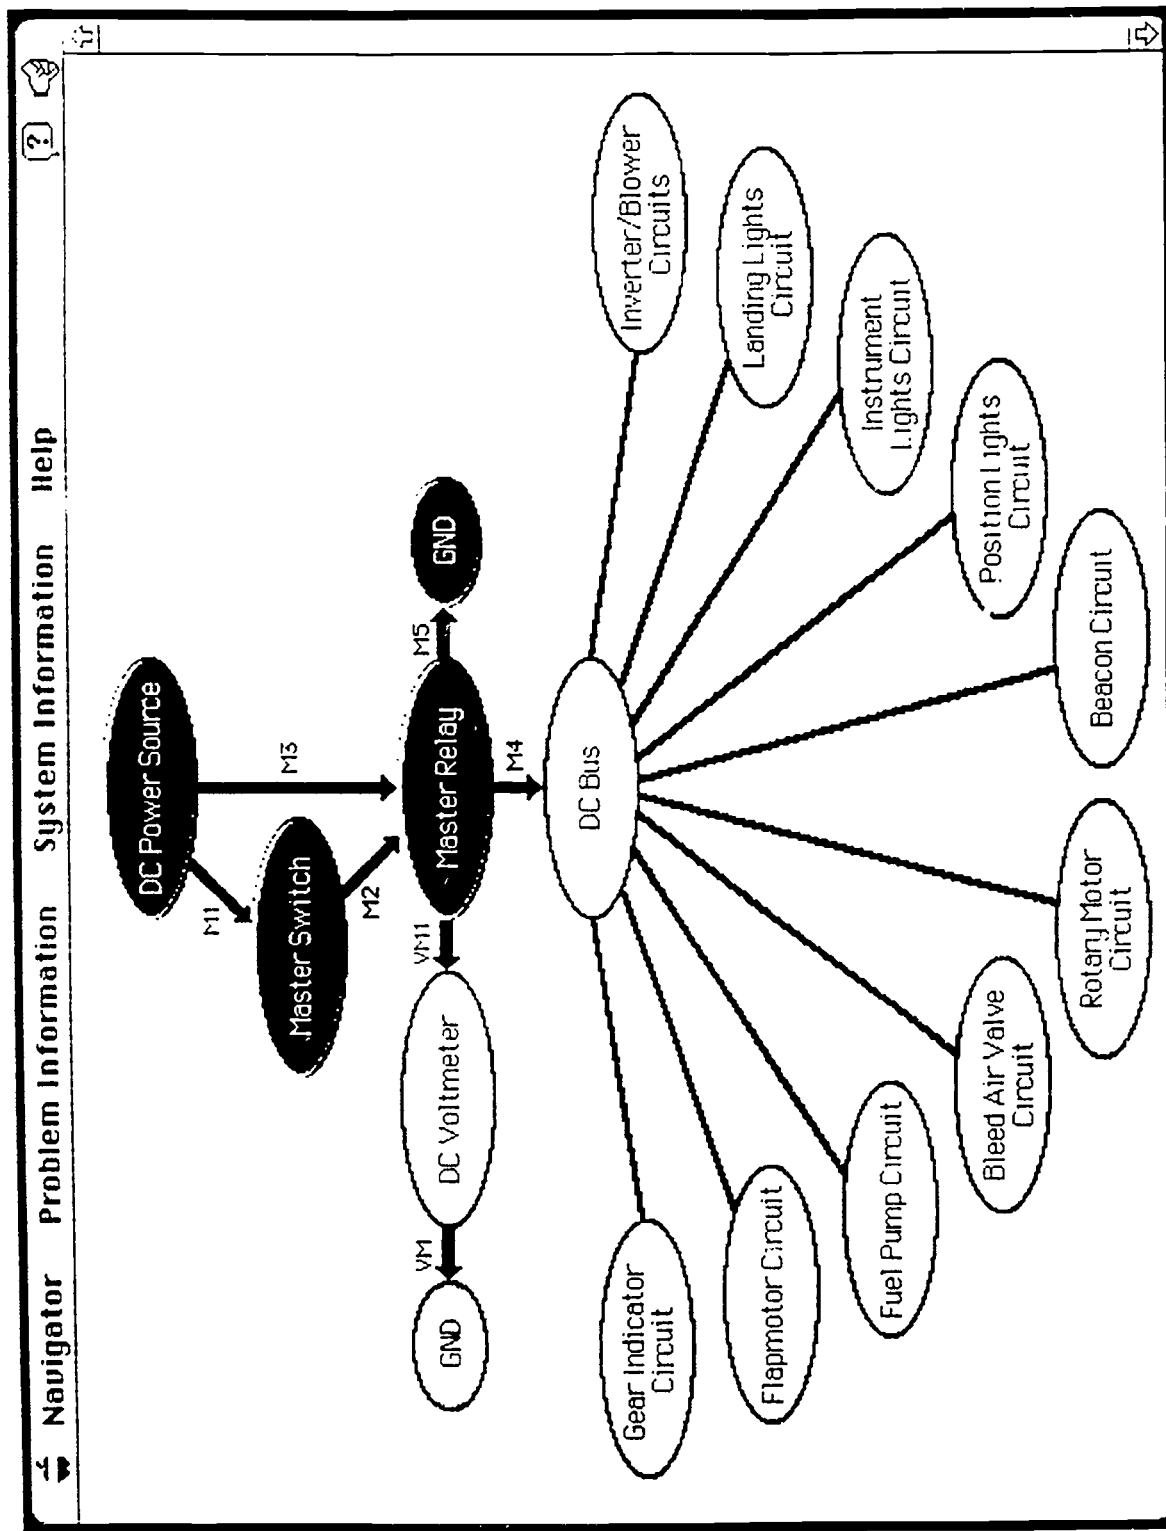 Navigator Problem Information System Information Help ?
DC Power Source
M1
M3
Master Switch
M2
GND
VM
DC Voltmeter
VM1
Master Relay
M5
GND
M4
DC Bus
Gear Indicator
Circuit
Inverter/Blower
Circuits
Flapmotor Circuit
Landing Lights
Circuit
Fuel Pump Circuit
Instrument
Lights Circuit
Bleed Air Valve
Circuit
Position Lights
Circuit
Rotary Motor
Circuit
Beacon Circuit